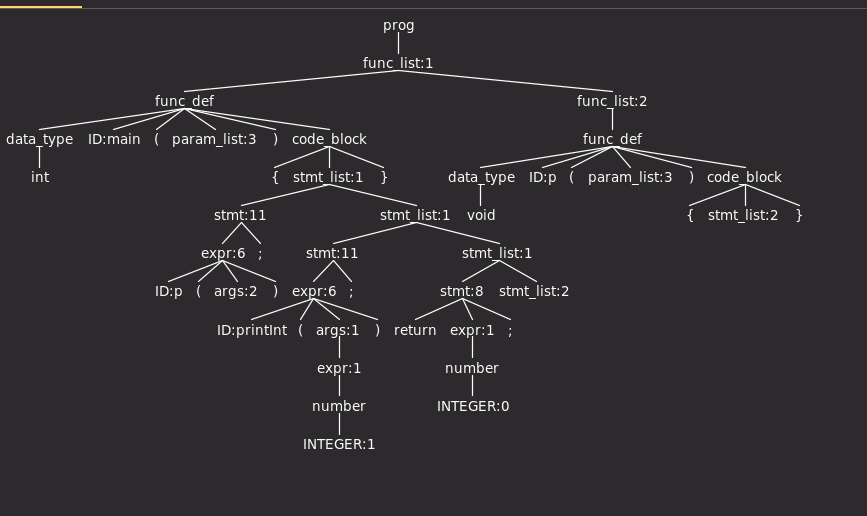 prog
func_list:1
func_def func_list:2
data_type ID:main ( param_list:3 ) code_block func_def
int { stmt_list:1 } data_type ID:p ( param_list:3 ) code_block
stmt:11 stmt_list:1 void { stmt_list:2 }
expr:6 ; stmt:11 stmt_list:1
ID:p ( args:2 ) expr:6 ; stmt:8 stmt_list:2
ID:printInt ( args:1 ) return expr:1 ;
expr:1 number
number INTEGER:0
INTEGER:1